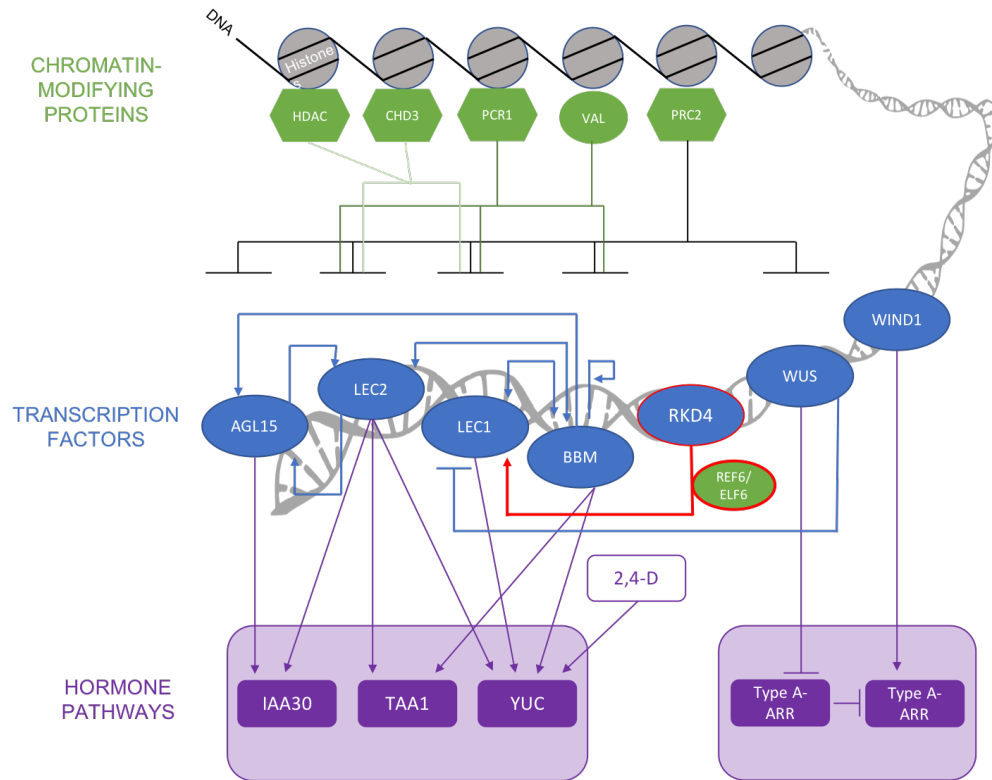 DNA
Histone
s
CHROMATIN-
MODIFYING
PROTEINS
HDAC
CHD3
PCR1
VAL
PRC2
WIND1
WUS
LEC2
RKD4
AGL15
LEC1
BBM
TRANSCRIPTION
FACTORS
REF6/
ELF6
2,4-D
HORMONE
PATHWAYS
IAA30
TAA1
YUC
Type A-
ARR
Type A-
ARR